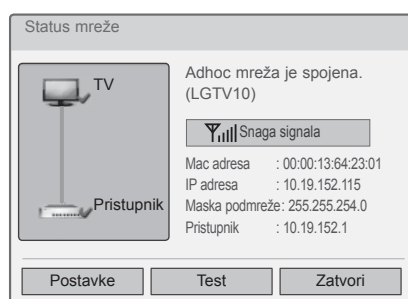 Status mreže
TV
Pristupnik
Adhoc mreža je spojena.
(LGTV10)
Snaga signala
Mac adresa : 00:00:13:64:23:01
IP adresa : 10.19.152.115
Maska podmreže: 255.255.254.0
Pristupnik : 10.19.152.1
Postavke
Test
Zatvori